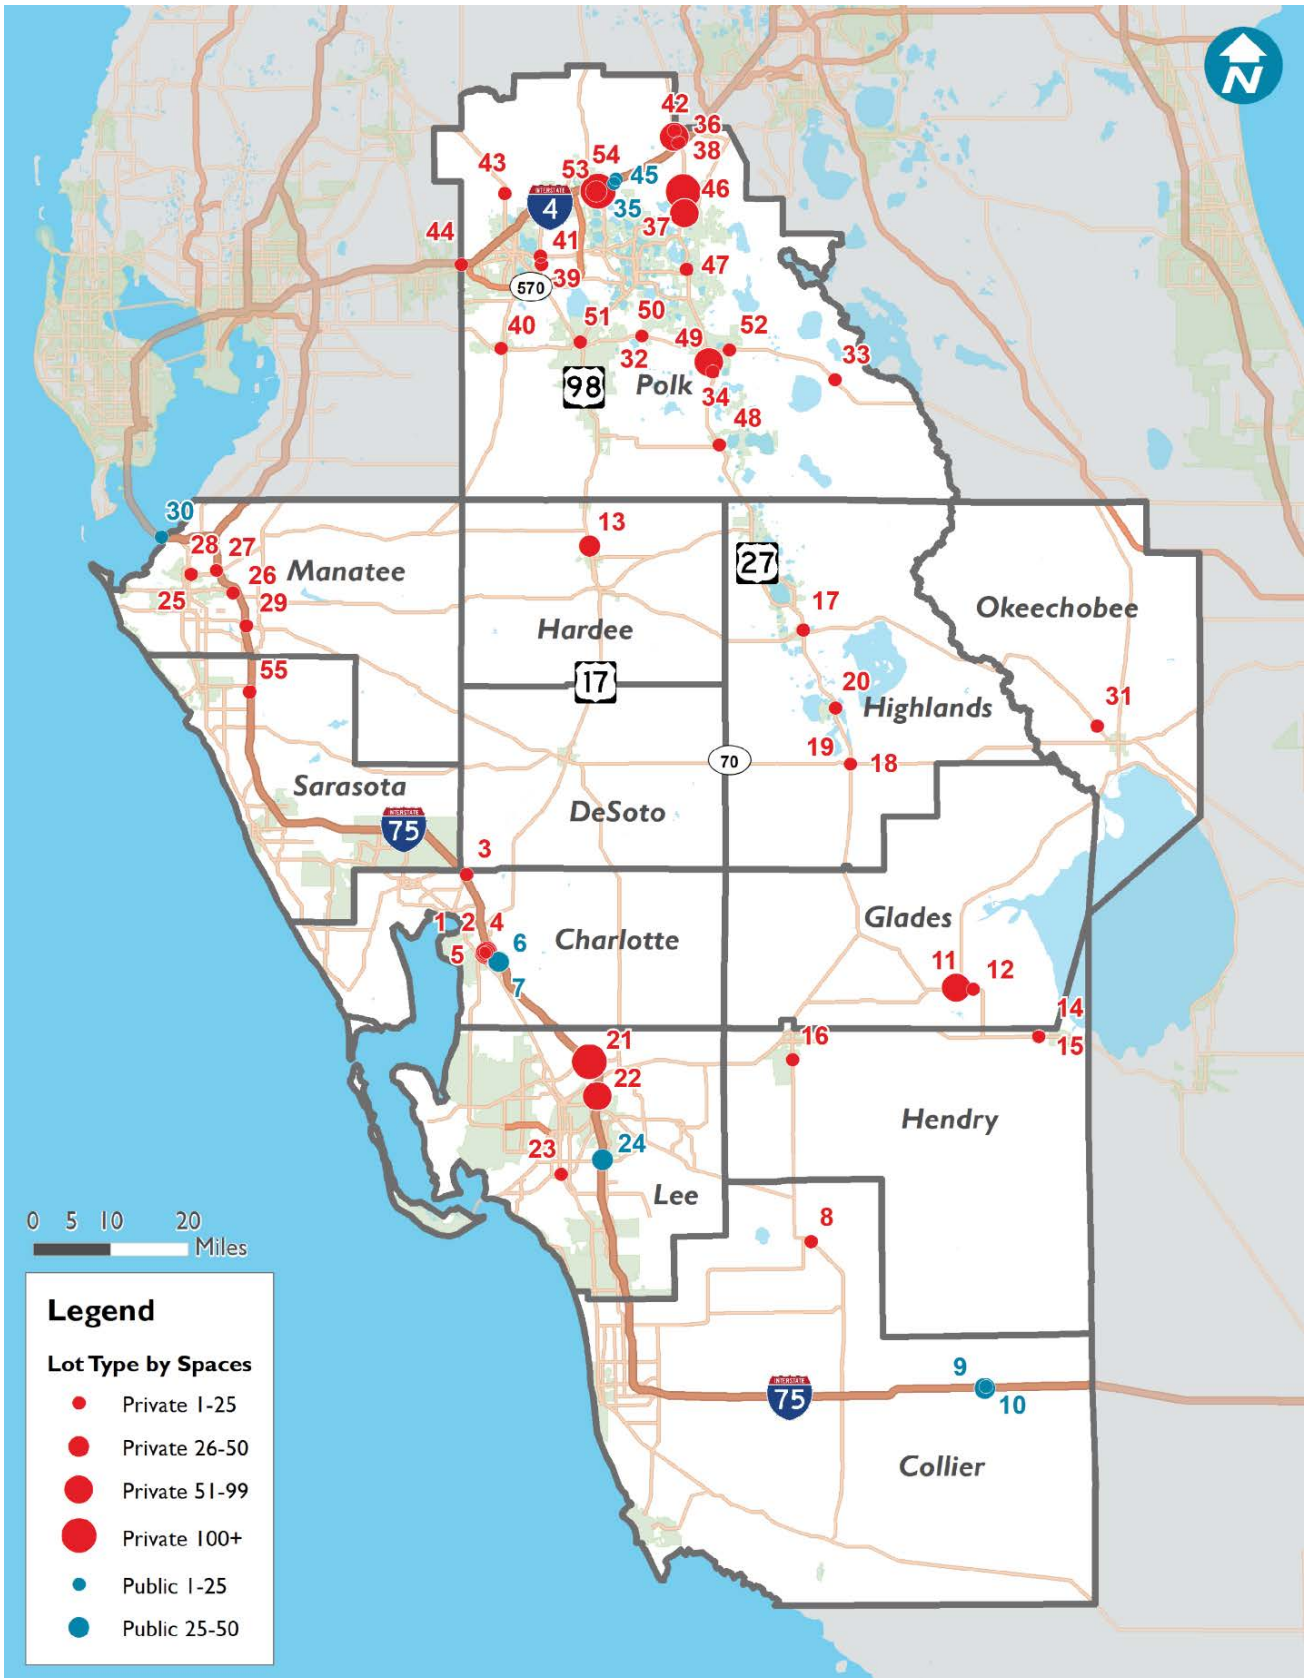 N
42
36
38
43
54
53
45
46
INTERSTATE
4
35
37
44
41
39
47
570
40
51
50
49
52
32
33
98
Polk
34
48
30
13
28
27
26
Manatee
27
25
29
17
Okeechobee
Hardee
55
17
20
Highlands
31
19
18
70
Sarasota
DeSoto
INTERSTATE
75
3
Glades
1
2
4
6
Charlotte
5
7
11
12
14
15
16
21
22
Hendry
23
24
Lee
8
0 5 10 20
Miles
9
10
INTERSTATE
75
Collier
Legend
Lot Type by Spaces
Private 1-25
Private 26-50
Private 51-99
Private 100+
Public 1-25
Public 25-50